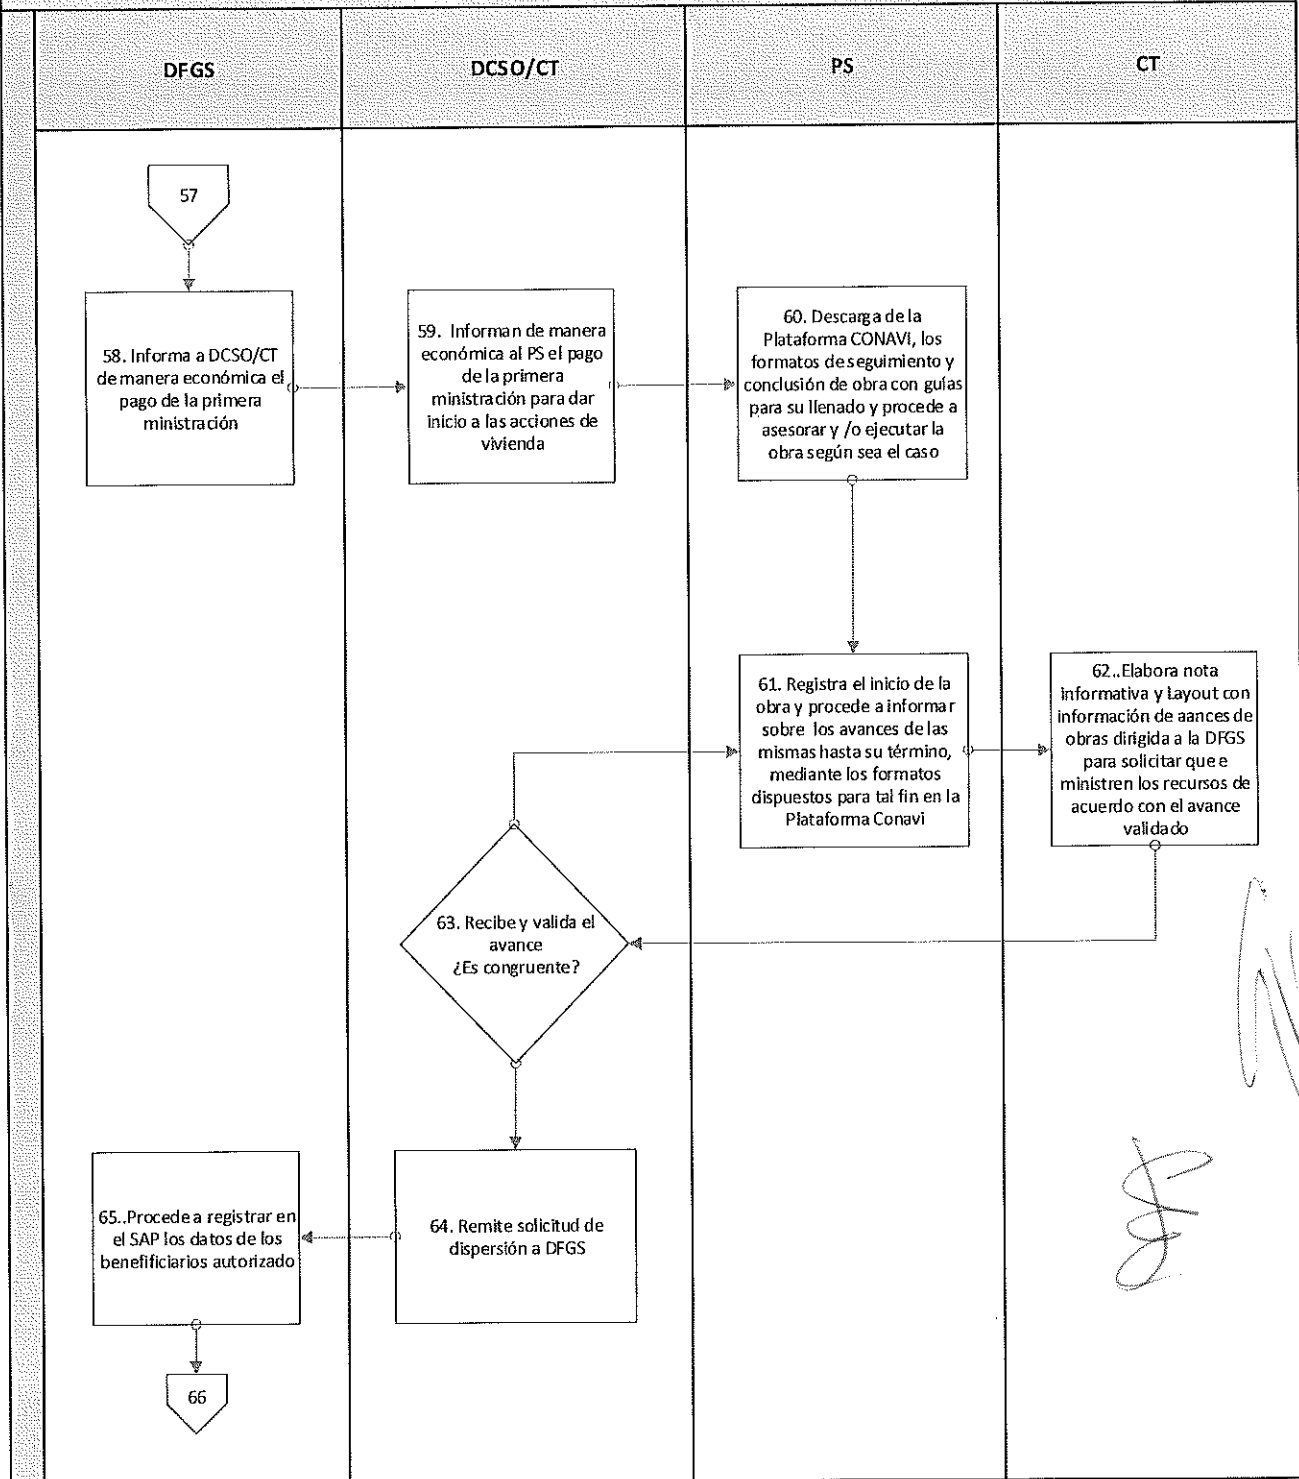 DFGS
DCSO/CT
PS
CT
57
58. Informa a DCSO/CT
de manera económica el
pago de la primera
ministración
59. Informan de manera
económica al PS el pago
de la primera
ministración para dar
inicio a las acciones de
vivienda
60. Descarga de la
Plataforma CONAVI, los
formatos de seguimiento y
conclusión de obra con guías
para su llenado y procede a
asesorar y /o ejecutar la
obra según sea el caso
61. Registra el inicio de la
obra y procede a informar
sobre los avances de las
mismas hasta su término,
mediante los formatos
dispuestos para tal fin en la
Plataforma Conavi
62..Elabora nota
informativa y Layout con
información de aances de
obras dirigida a la DFGS
para solicitar que e
ministren los recursos de
acuerdo con el avance
validado
63. Recibe y valida el
avance
¿Es congruente?
64. Remite solicitud de
dispersión a DFGS
65..Procede a registrar en
el SAP los datos de los
benefificiarios autorizado
66